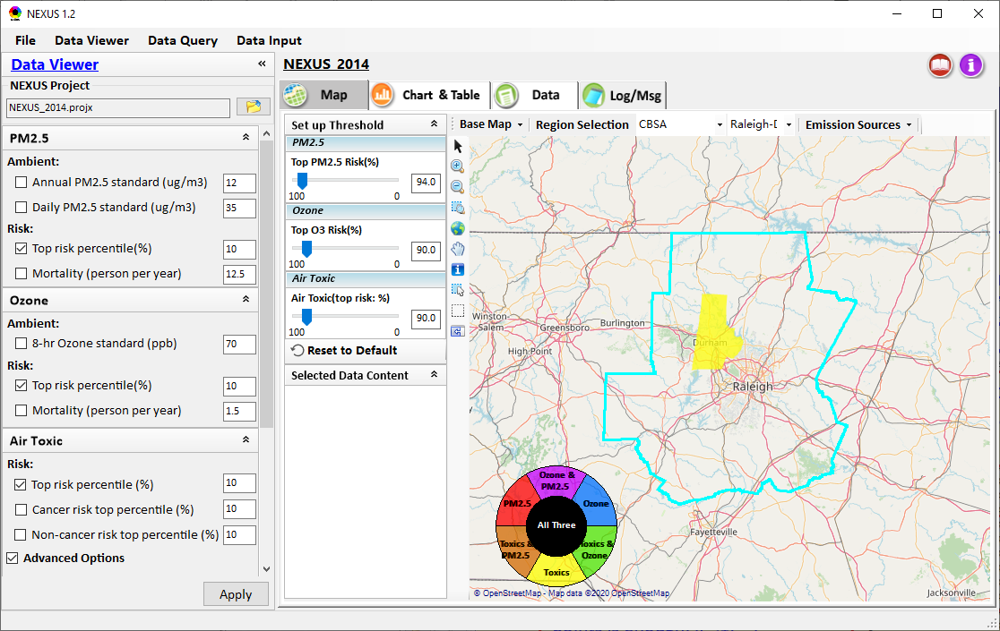 NEXUS 1.2
File Data Viewer Data Query Data Input
Data Viewer «
NEXUS Project
NEXUS_2014.projx
PM2.5
Ambient:
Annual PM2.5 standard (ug/m3) 12
Daily PM2.5 standard (ug/m3) 35
Risk:
Top risk percentile(%) 10
Mortality (person per year) 12.5
Ozone
Ambient:
8-hr Ozone standard (ppb) 70
Risk:
Top risk percentile(%) 10
Mortality (person per year) 1.5
Air Toxic
Risk:
Top risk percentile (%) 10
Cancer risk top percentile (%) 10
Non-cancer risk top percentile (%) 10
Advanced Options
Apply
NEXUS_2014
Map Chart & Table Data Log/Msg
Set up Threshold
PM2.5
Top PM2.5 Risk(%)
94.0
100 0
Ozone
Top O3 Risk(%)
90.0
100 0
Air Toxic
Air Toxic(top risk: %)
90.0
100 0
Reset to Default
Selected Data Content
Base Map Region Selection CBSA Raleigh-D Emission Sources
Winston-
Salem
Greensboro
Burlington
High Point
Durham
Raleigh
Fayetteville
Jacksonville
Ozone &
PM2.5
PM2.5
Ozone
All Three
Toxics &
PM2.5
Toxics &
Ozone
Toxics
© OpenStreetMap - Map data ©2020 OpenStreetMap